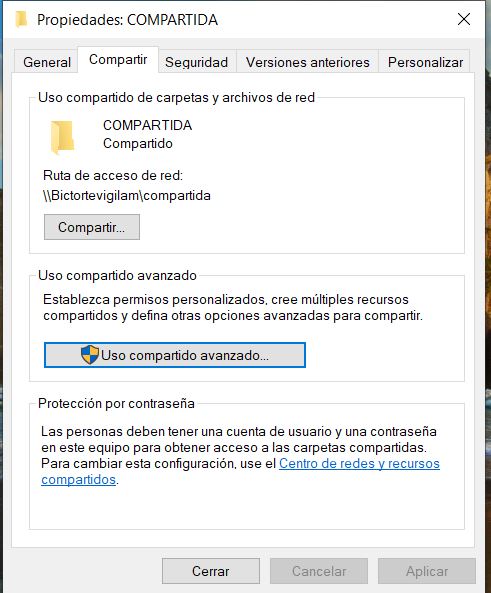 Propiedades: COMPARTIDA
General
Compartir
Seguridad
Versiones anteriores
Personalizar
Uso compartido de carpetas y archivos de red
COMPARTIDA
Compartido
Ruta de acceso de red:
\\Bictortevigilam\compartida
Compartir...
Uso compartido avanzado
Establezca permisos personalizados, cree múltiples recursos
compartidos y defina otras opciones avanzadas para compartir.
Uso compartido avanzado...
Protección por contraseña
Las personas deben tener una cuenta de usuario y una contraseña
en este equipo para obtener acceso a las carpetas compartidas.
Para cambiar esta configuración, use el Centro de redes y recursos
compartidos.
Cerrar
Cancelar
Aplicar